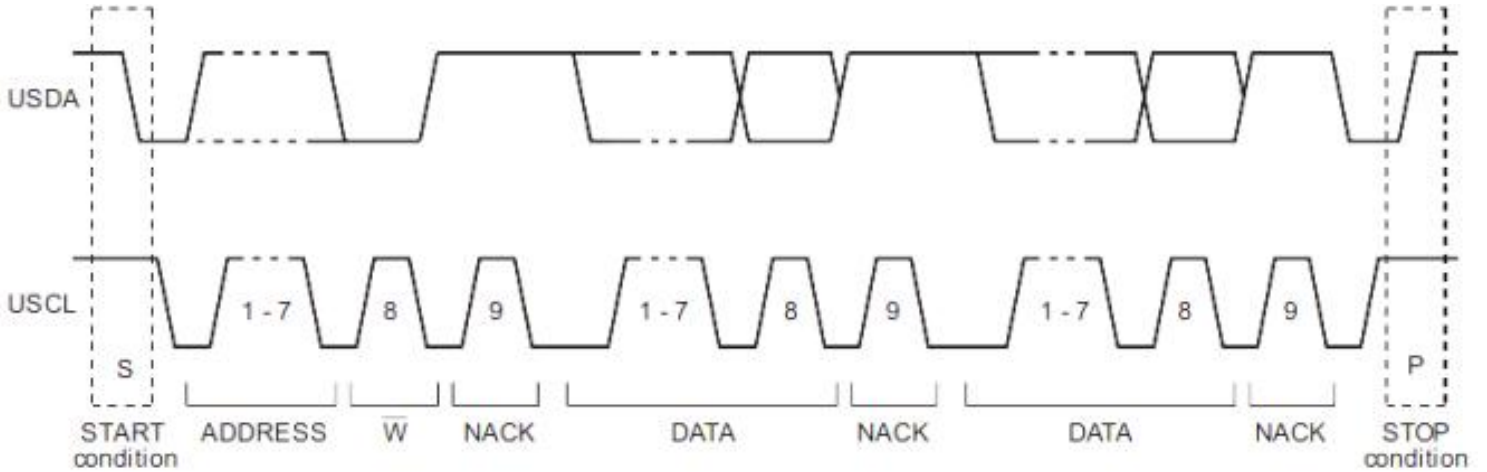 USDA
USCL
1 - 7
8
9
1 - 7
8
9
1 - 7
8
9
S
P
START
condition
ADDRESS
W̅
NACK
DATA
NACK
DATA
NACK
STOP
condition